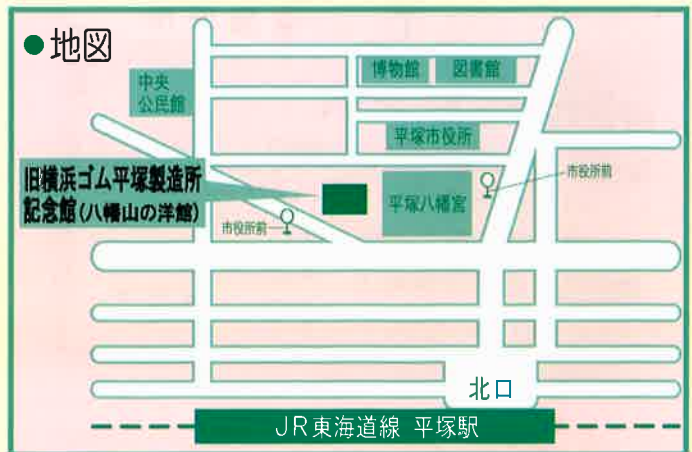 ●地図
博物館
図書館
中央
公民館
平塚市役所
旧横浜ゴム平塚製造所
記念館(八幡山の洋館)
市役所前
平塚八幡宮
市役所前
北口
JR東海道線 平塚駅